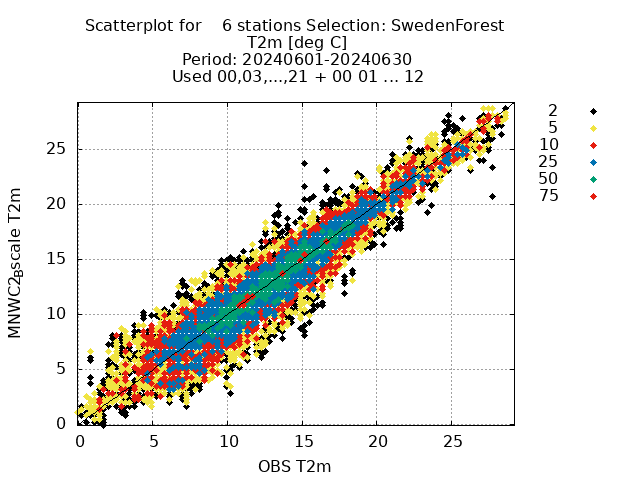 Scatterplot for 6 stations Selection: SwedenForest
T2m [deg C]
Period: 20240601-20240630
Used 00,03,...,21 + 00 01 ... 12
2
5
10
25
50
75
25
20
15
10
5
0
MNWC2Bscale T2m
0 5 10 15 20 25
OBS T2m